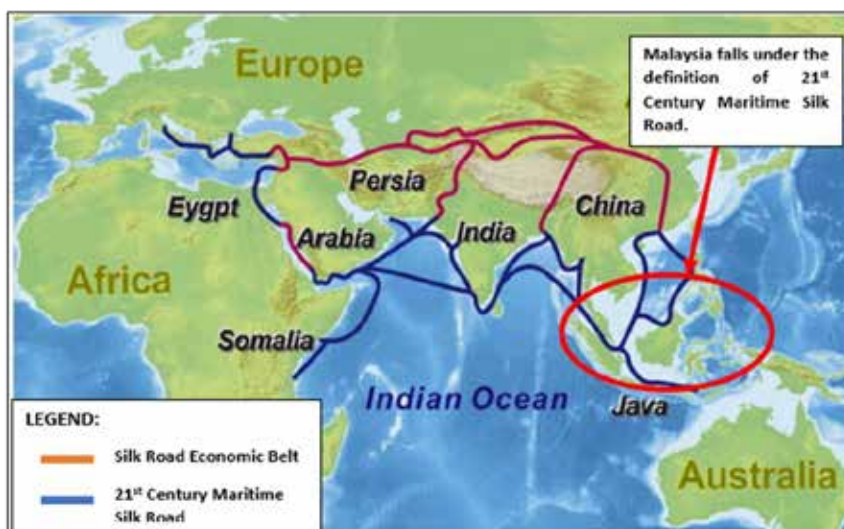 Europe
Malaysia falls under the
definition of 21st
Century Maritime Silk
Road.
Persia
China
Eygpt
India
Arabia
Africa
Somalia
Indian Ocean
Java
LEGEND:
Silk Road Economic Belt
21st Century Maritime
Silk Road
Australia